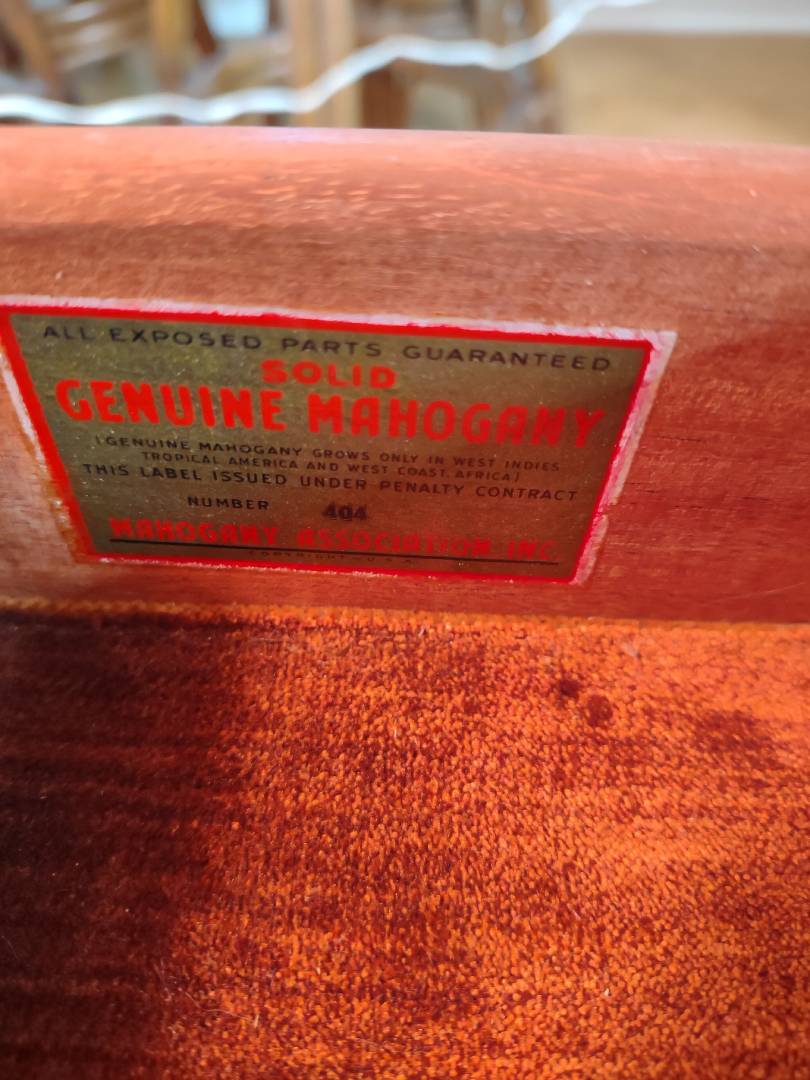 ALL EXPOSED PARTS GUARANTEED
SOLID
GENUINE MAHOGANY
(GENUINE MAHOGANY GROWS ONLY IN WEST INDIES
TROPICAL AMERICA AND WEST COAST, AFRICA)
THIS LABEL ISSUED UNDER PENALTY CONTRACT
NUMBER 404
MAHOGANY ASSOCIATION INC.
COPYRIGHT U.S.A.